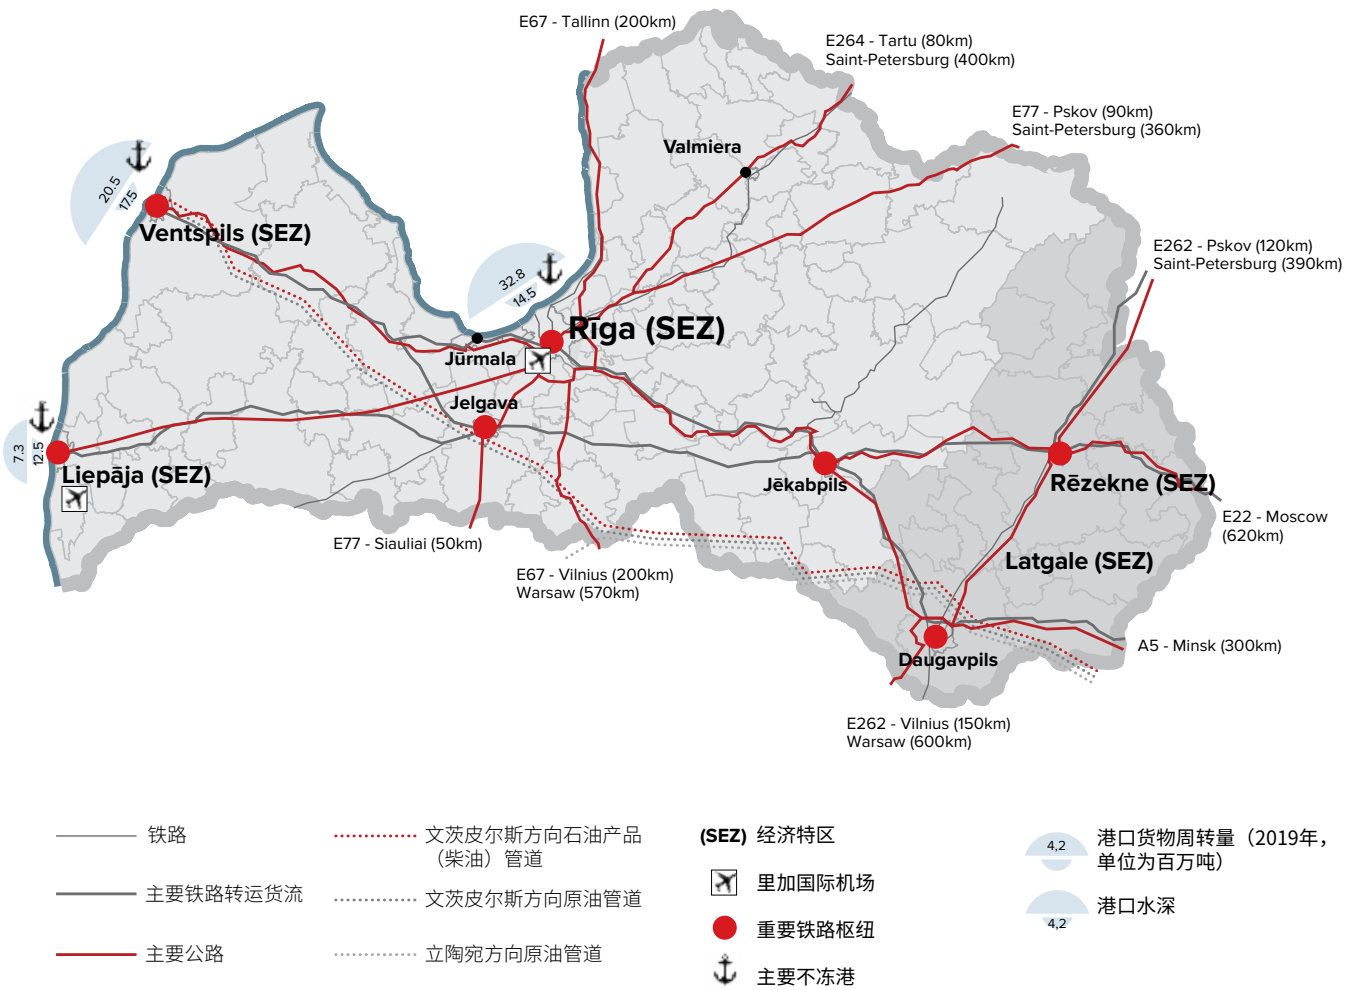 E67 - Tallinn (200km)
E264 - Tartu (80km)
Saint-Petersburg (400km)
E77 - Pskov (90km)
Saint-Petersburg (360km)
Valmiera
20.5
17.5
Ventspils (SEZ)
E262 - Pskov (120km)
Saint-Petersburg (390km)
32.8
14.5
Rīga (SEZ)
Jūrmala
Jelgava
7.3
12.5
Liepāja (SEZ)
Jēkabpils
Rēzekne (SEZ)
E22 - Moscow
(620km)
E77 - Siauliai (50km)
Latgale (SEZ)
E67 - Vilnius (200km)
Warsaw (570km)
A5 - Minsk (300km)
Daugavpils
E262 - Vilnius (150km)
Warsaw (600km)
铁路
主要铁路转运货流
主要公路
文茨皮尔斯方向石油产品
（柴油）管道
文茨皮尔斯方向原油管道
立陶宛方向原油管道
(SEZ) 经济特区
里加国际机场
重要铁路枢纽
主要不冻港
4,2
港口货物周转量（2019年，
单位为百万吨）
港口水深
4,2